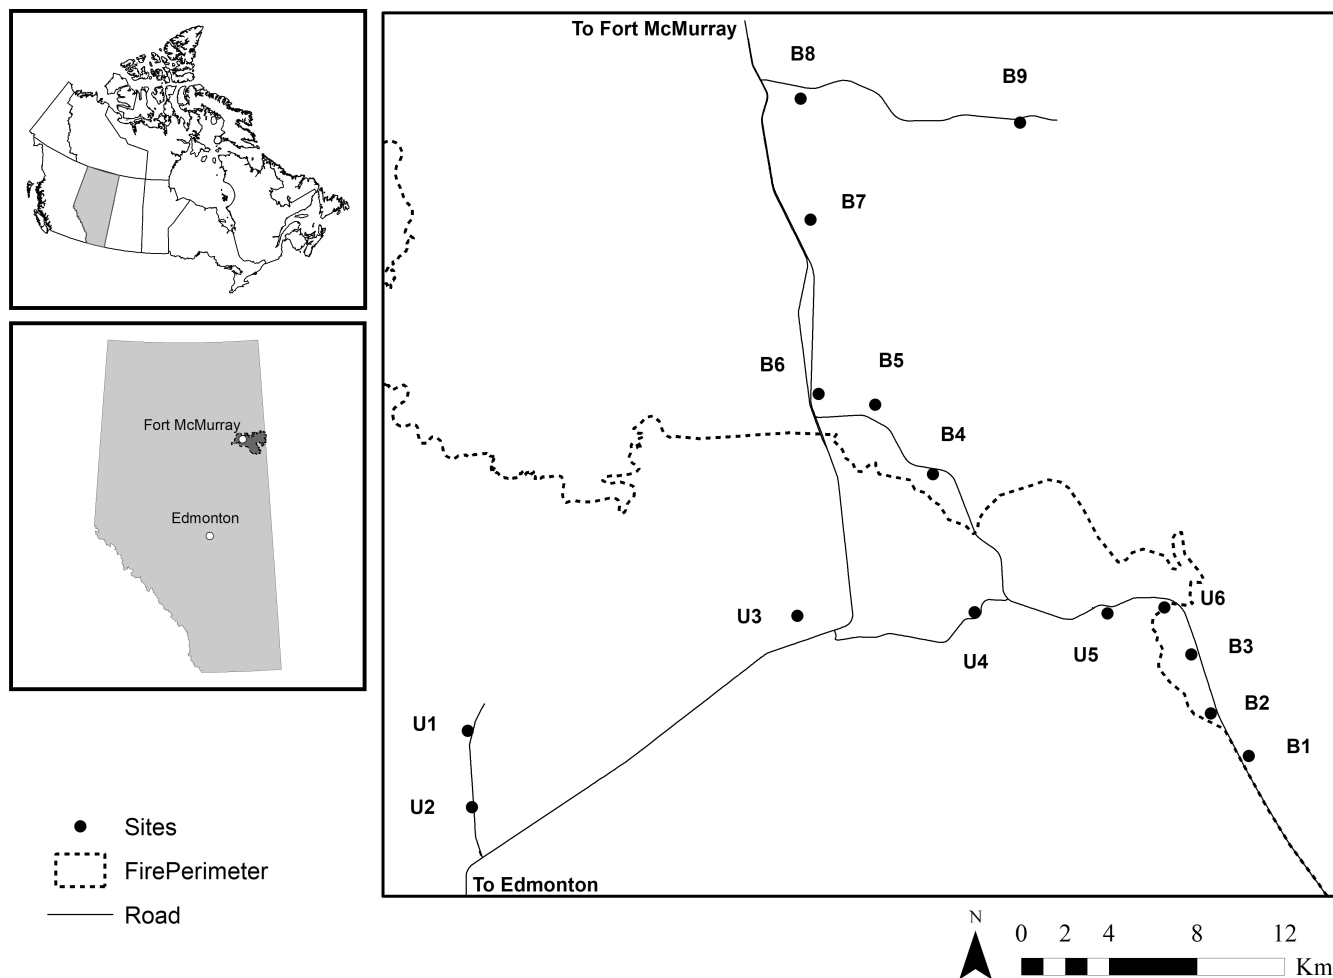 To Fort McMurray
B8
B9
B7
B6
B5
B4
Fort McMurray
Edmonton
U3
U4
U5
U6
B3
B2
B1
U1
U2
Sites
FirePerimeter
Road
To Edmonton
N
0 2 4 8 12
Km